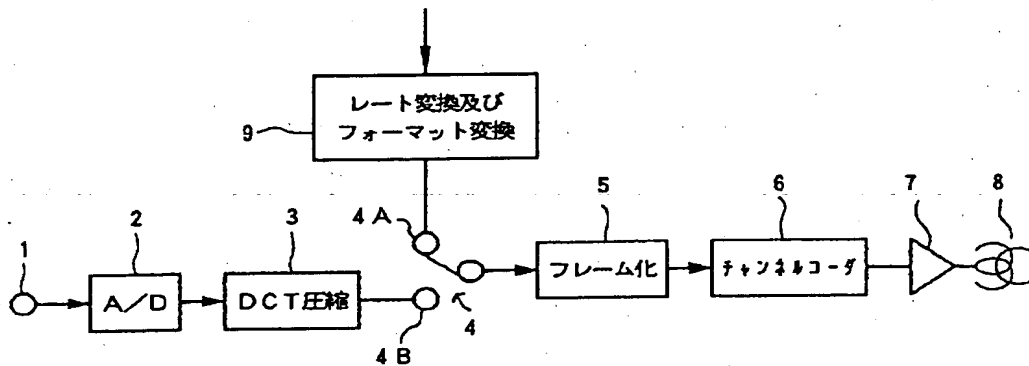 レート変換及び
フォーマット変換
9
1
2
3
4A
5
6
7
8
A/D
DCT圧縮
フレーム化
チャンネルコーダ
4
4B